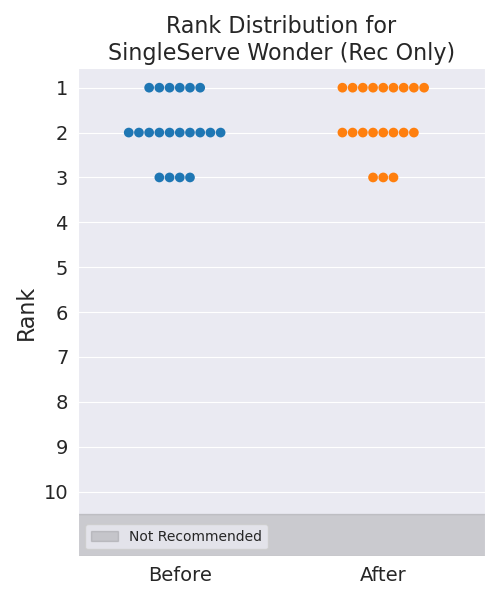 Rank Distribution for
SingleServe Wonder (Rec Only)
1
2
3
4
5
6
7
8
9
10
Rank
Not Recommended
Before After